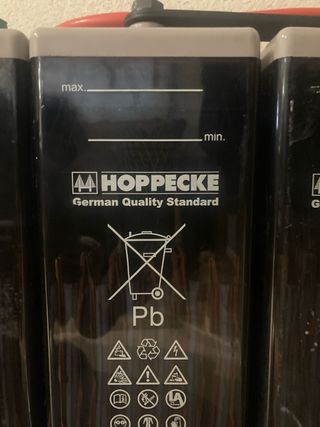 max.
min.
HOPPECKE
German Quality Standard
Pb